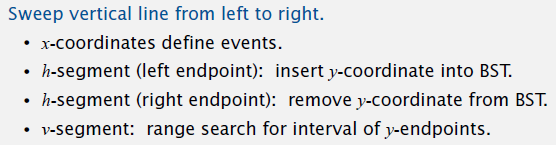 Sweep vertical line from left to right.
• x-coordinates define events.
• h-segment (left endpoint): insert y-coordinate into BST.
• h-segment (right endpoint): remove y-coordinate from BST.
• v-segment: range search for interval of y-endpoints.